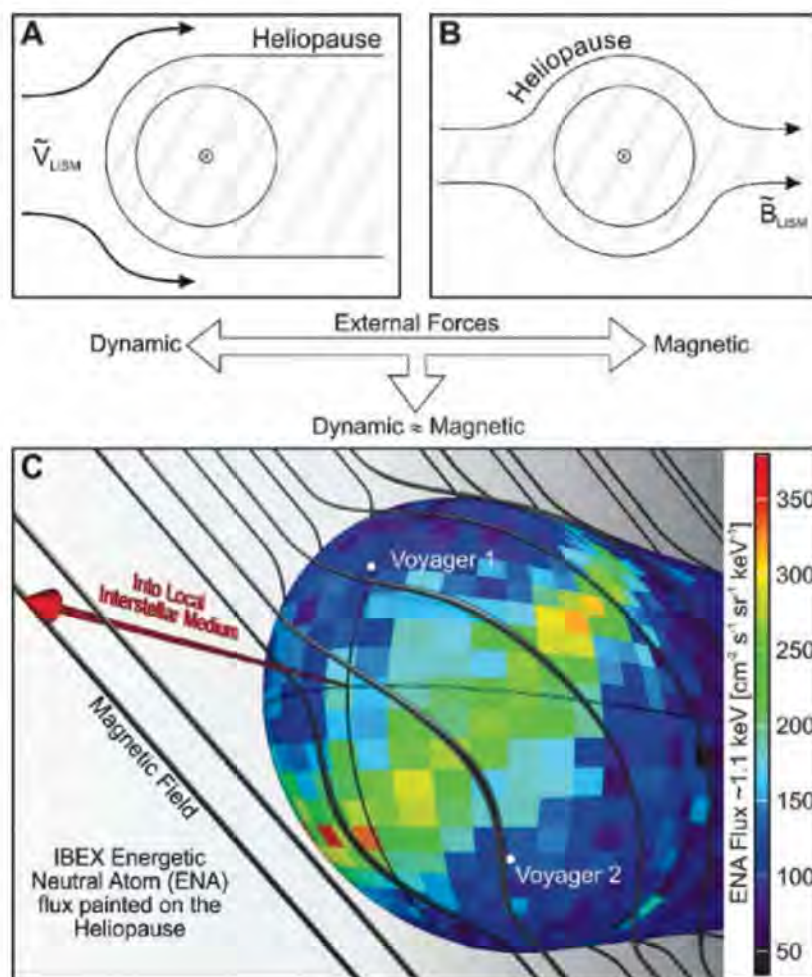 A
Heliopause
ṼLISM
B
Heliopause
B̃LISM
External Forces
Dynamic
Magnetic
Dynamic ≈ Magnetic
C
Voyager 1
Into Local
Interstellar Medium
Magnetic Field
IBEX Energetic
Neutral Atom (ENA)
flux painted on the
Heliopause
Voyager 2
ENA Flux ~1.1 keV [cm⁻² s⁻¹ sr⁻¹ keV⁻¹]
350
300
250
200
150
100
50